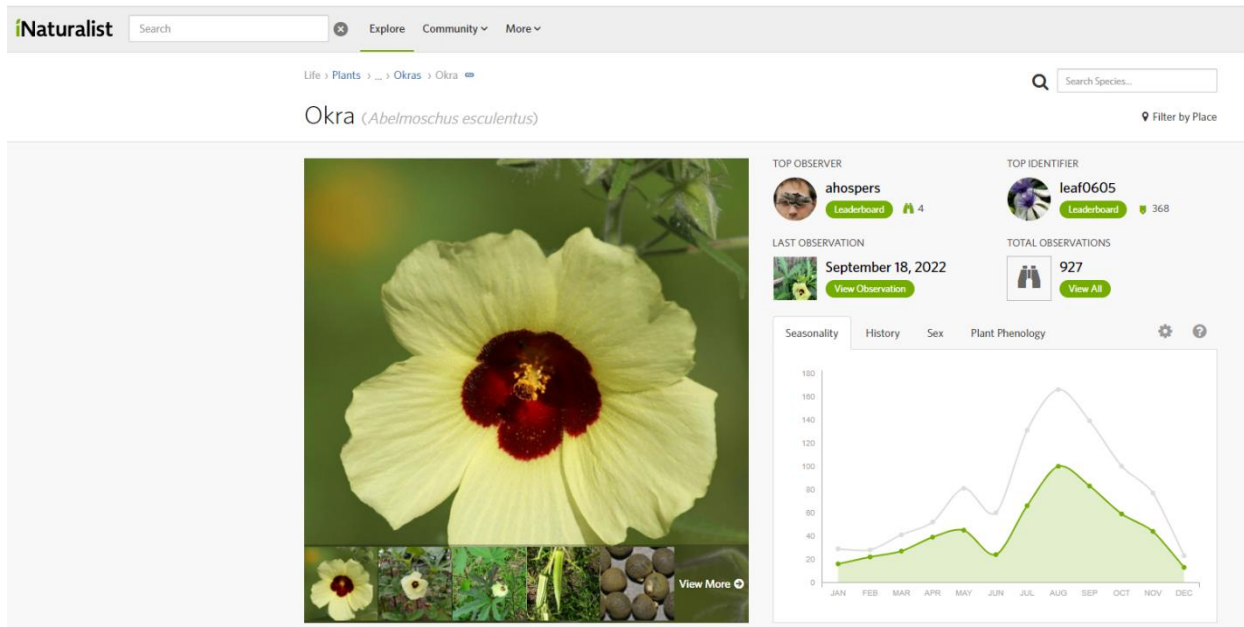 iNaturalist Search Explore Community More
Life › Plants › ... › Okras › Okra
Search Species...
Okra (Abelmoschus esculentus)
Filter by Place
TOP OBSERVER
ahospers
Leaderboard 4
TOP IDENTIFIER
leaf0605
Leaderboard 368
LAST OBSERVATION
September 18, 2022
View Observation
TOTAL OBSERVATIONS
927
View All
Seasonality History Sex Plant Phenology
180
160
140
120
100
80
60
40
20
0
JAN FEB MAR APR MAY JUN JUL AUG SEP OCT NOV DEC
View More